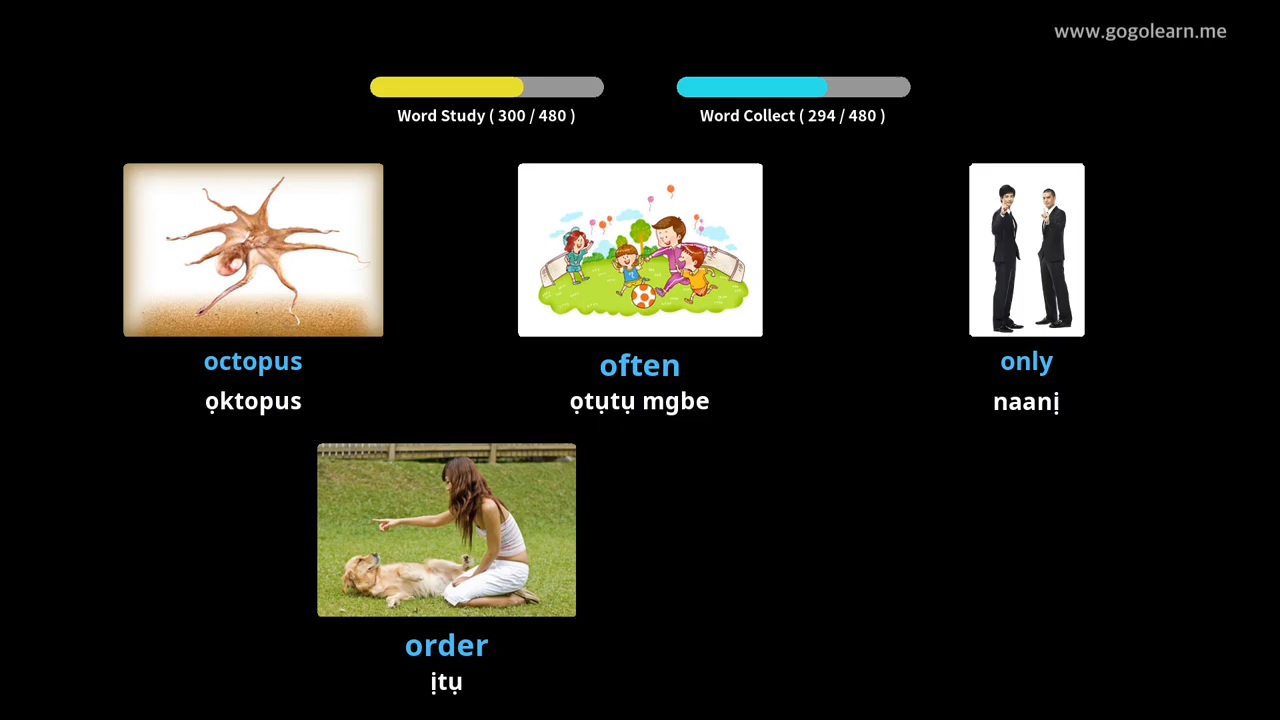 www.gogolearn.me
Word Study ( 300 / 480 )
Word Collect ( 294 / 480 )
octopus
ọktopus
often
ọtụtụ mgbe
only
naanị
order
ịtụ